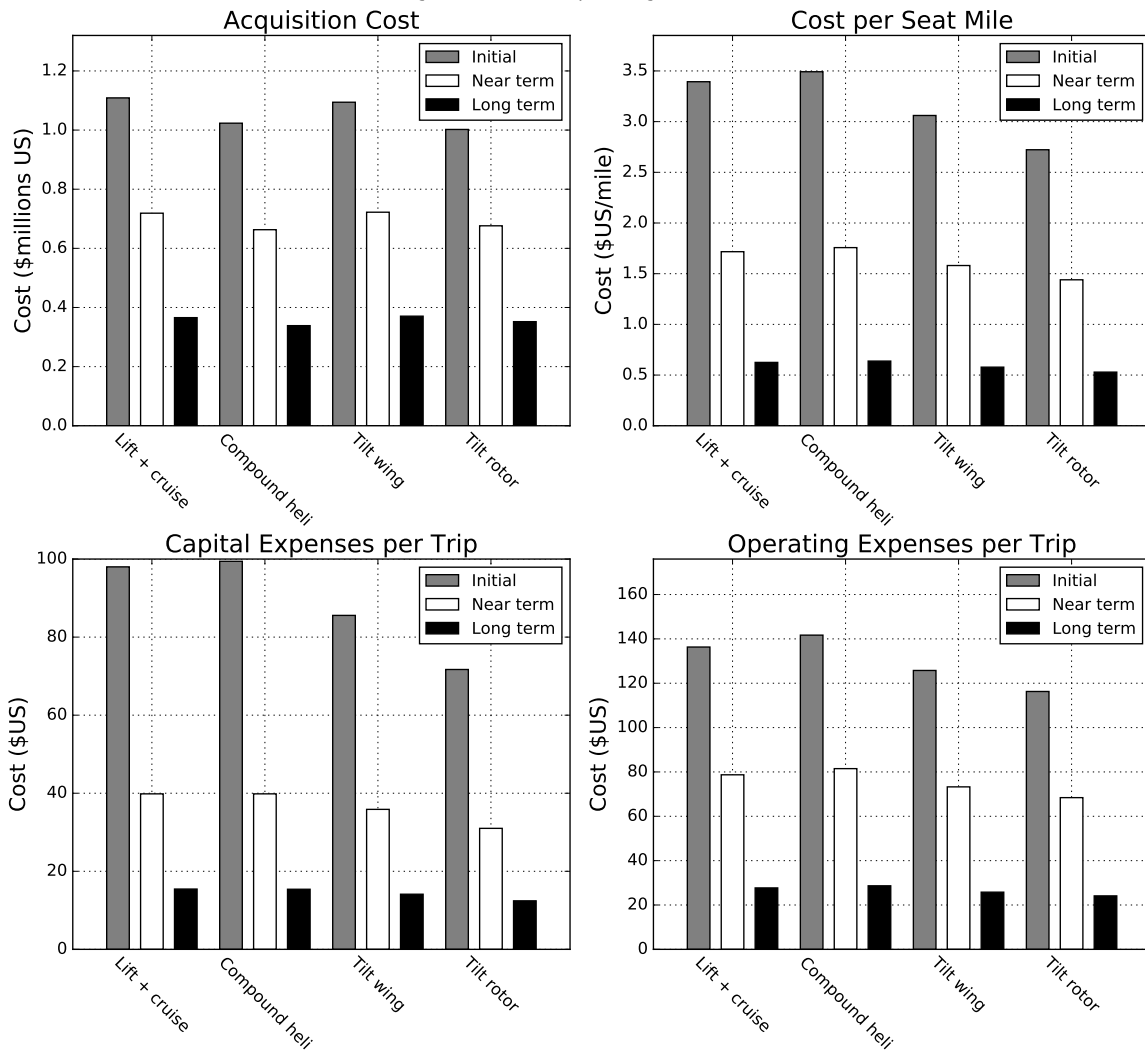 Acquisition Cost
Cost ($millions US)
1.2
1.0
0.8
0.6
0.4
0.2
0.0
Initial
Near term
Long term
Lift + cruise
Compound heli
Tilt wing
Tilt rotor
Cost per Seat Mile
Cost ($US/mile)
3.5
3.0
2.5
2.0
1.5
1.0
0.5
0.0
Initial
Near term
Long term
Lift + cruise
Compound heli
Tilt wing
Tilt rotor
Capital Expenses per Trip
Cost ($US)
100
80
60
40
20
0
Initial
Near term
Long term
Lift + cruise
Compound heli
Tilt wing
Tilt rotor
Operating Expenses per Trip
Cost ($US)
160
140
120
100
80
60
40
20
0
Initial
Near term
Long term
Lift + cruise
Compound heli
Tilt wing
Tilt rotor